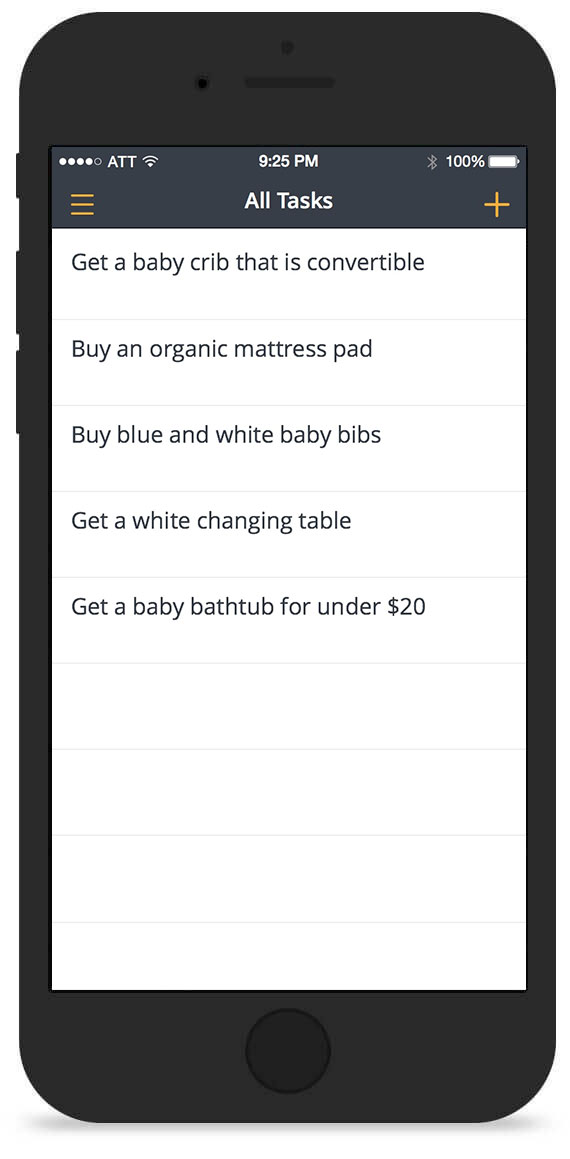 ATT 9:25 PM 100%
All Tasks
Get a baby crib that is convertible
Buy an organic mattress pad
Buy blue and white baby bibs
Get a white changing table
Get a baby bathtub for under $20